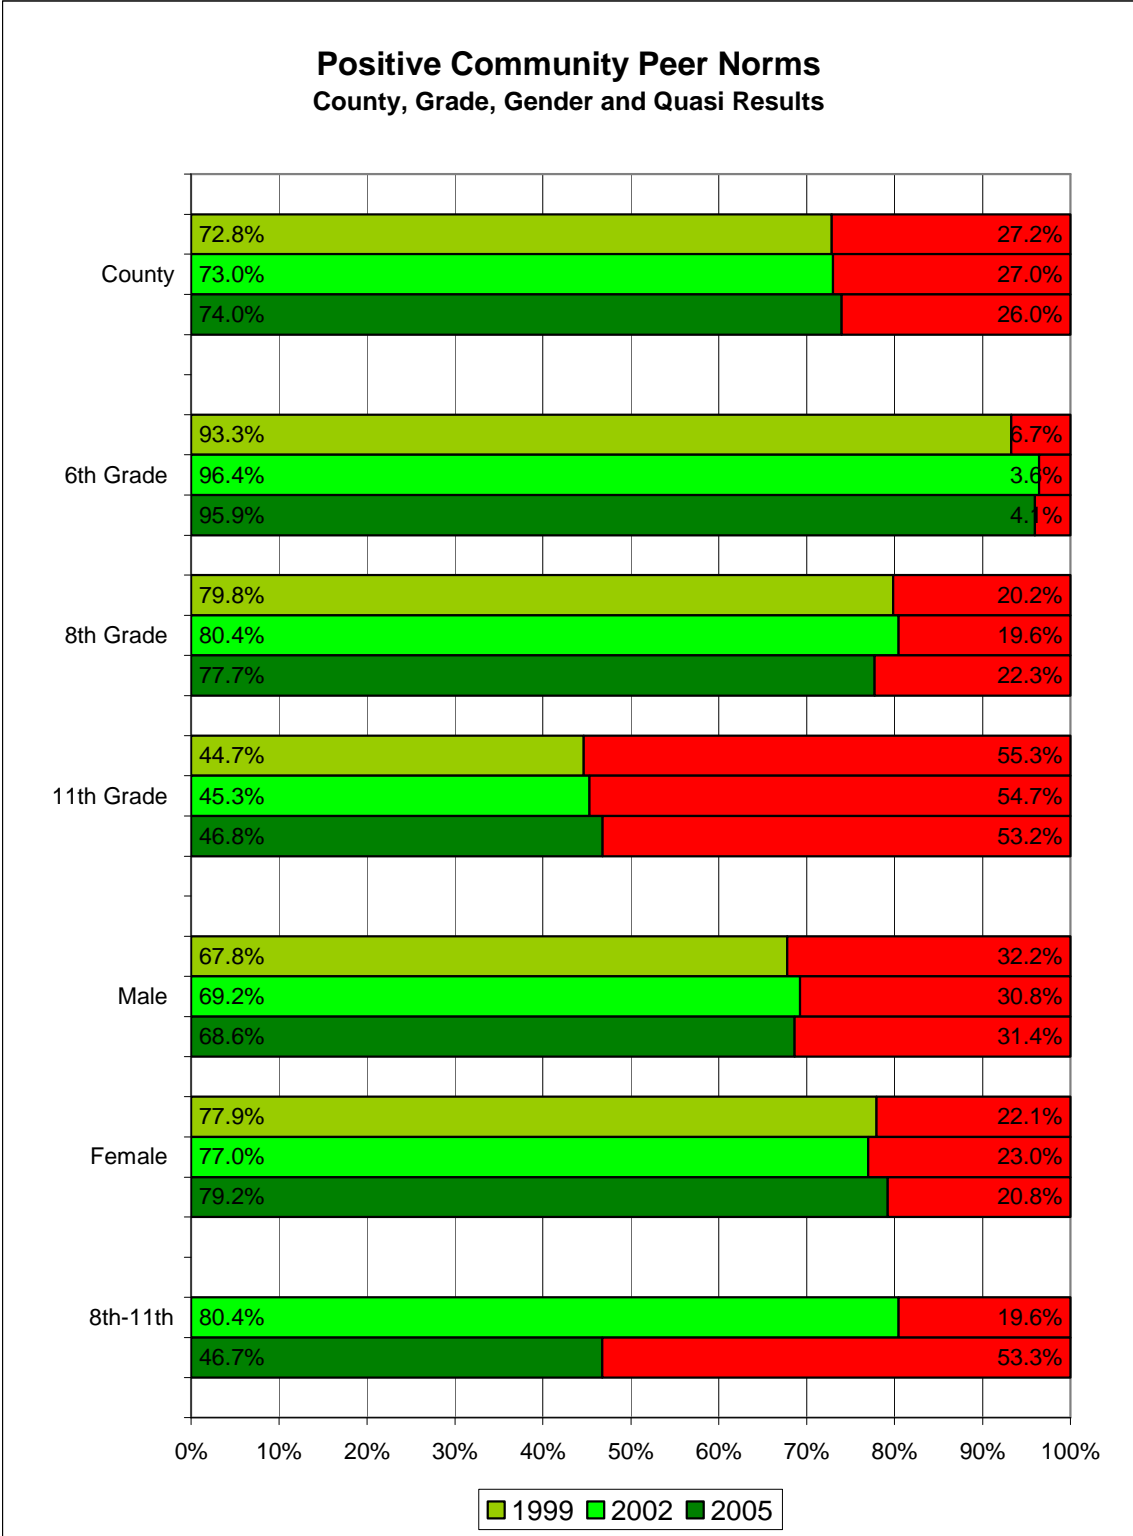 Positive Community Peer Norms
County, Grade, Gender and Quasi Results
72.8% 27.2%
County 73.0% 27.0%
74.0% 26.0%
93.3% 6.7%
6th Grade 96.4% 3.6%
95.9% 4.1%
79.8% 20.2%
8th Grade 80.4% 19.6%
77.7% 22.3%
44.7% 55.3%
11th Grade 45.3% 54.7%
46.8% 53.2%
67.8% 32.2%
Male 69.2% 30.8%
68.6% 31.4%
77.9% 22.1%
Female 77.0% 23.0%
79.2% 20.8%
8th-11th 80.4% 19.6%
46.7% 53.3%
0% 10% 20% 30% 40% 50% 60% 70% 80% 90% 100%
1999 2002 2005